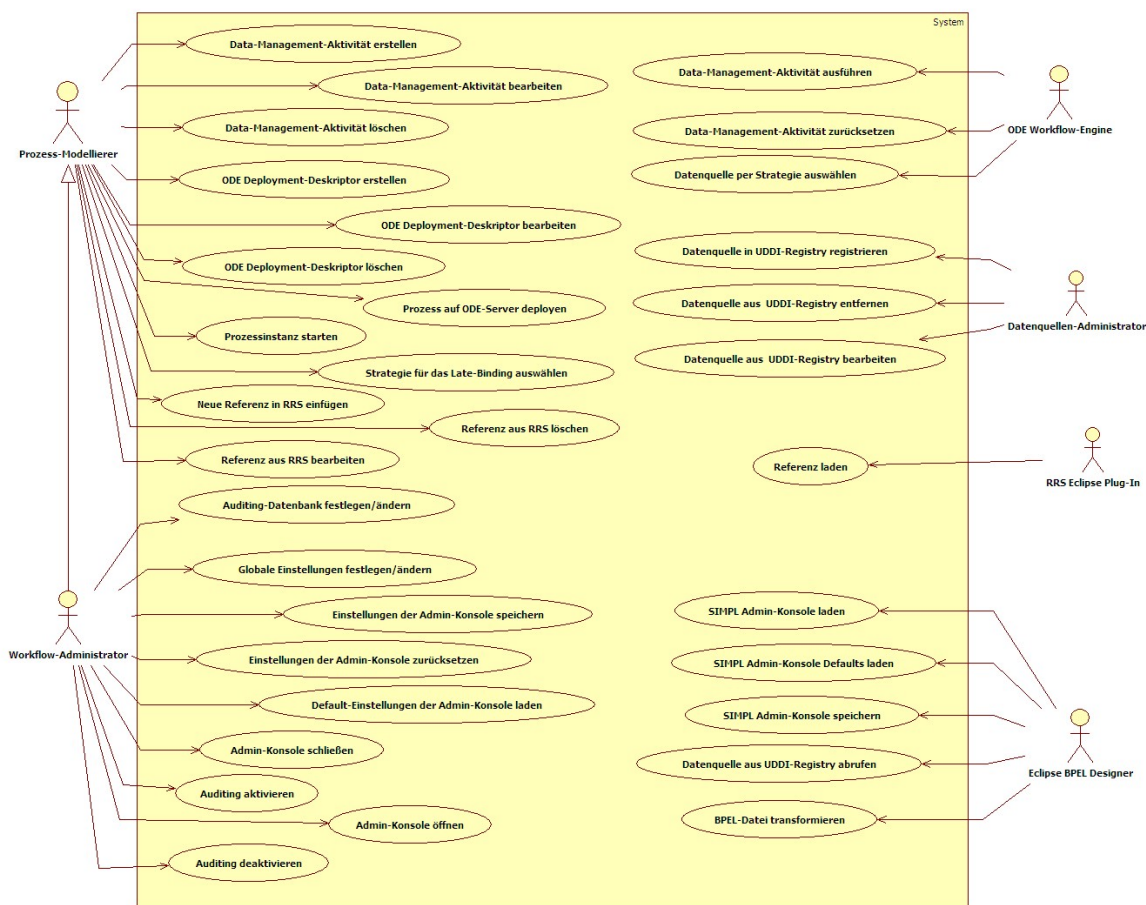 System
Data-Management-Aktivität erstellen
Data-Management-Aktivität ausführen
Data-Management-Aktivität bearbeiten
Data-Management-Aktivität löschen
Data-Management-Aktivität zurücksetzen
ODE Workflow-Engine
Prozess-Modellierer
Datenquelle per Strategie auswählen
ODE Deployment-Deskriptor erstellen
ODE Deployment-Deskriptor bearbeiten
Datenquelle in UDDI-Registry registrieren
ODE Deployment-Deskriptor löschen
Datenquelle aus UDDI-Registry entfernen
Prozess auf ODE-Server deployen
Datenquellen-Administrator
Prozessinstanz starten
Datenquelle aus UDDI-Registry bearbeiten
Strategie für das Late-Binding auswählen
Neue Referenz in RRS einfügen
Referenz aus RRS löschen
Referenz aus RRS bearbeiten
Referenz laden
RRS Eclipse Plug-In
Auditing-Datenbank festlegen/ändern
Globale Einstellungen festlegen/ändern
SIMPL Admin-Konsole laden
Einstellungen der Admin-Konsole speichern
Workflow-Administrator
Einstellungen der Admin-Konsole zurücksetzen
SIMPL Admin-Konsole Defaults laden
Default-Einstellungen der Admin-Konsole laden
SIMPL Admin-Konsole speichern
Admin-Konsole schließen
Datenquelle aus UDDI-Registry abrufen
Eclipse BPEL Designer
Auditing aktivieren
BPEL-Datei transformieren
Admin-Konsole öffnen
Auditing deaktivieren